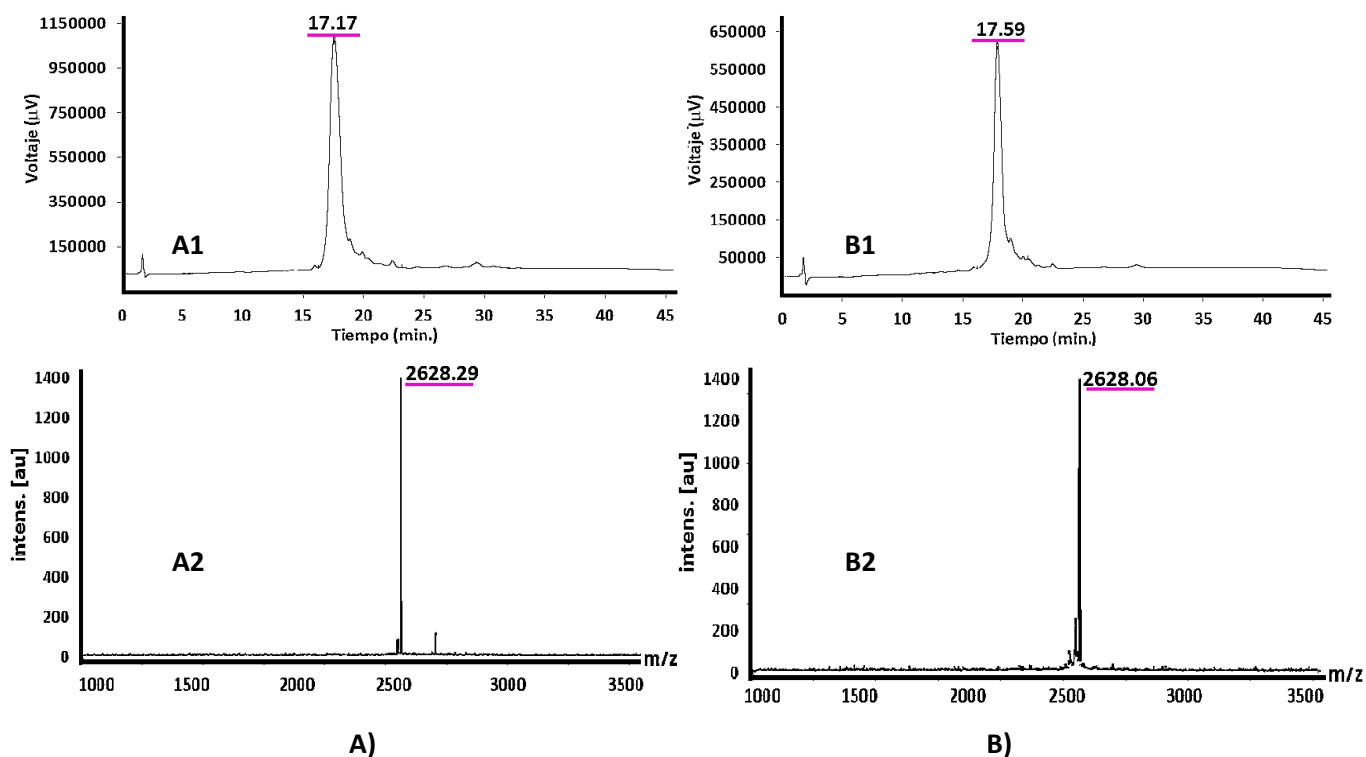 17.17
1150000
950000
750000
550000
350000
150000
Voltaje (µV)
A1
0 5 10 15 20 25 30 35 40 45
Tiempo (min.)
17.59
650000
550000
450000
350000
250000
150000
50000
Voltaje (µV)
B1
0 5 10 15 20 25 30 35 40 45
Tiempo (min.)
2628.29
1400
1000
800
600
400
200
0
intens. [au]
A2
m/z
1000 1500 2000 2500 3000 3500
2628.06
1400
1200
1000
800
600
400
200
0
intens. [au]
B2
m/z
1000 1500 2000 2500 3000 3500
A)
B)